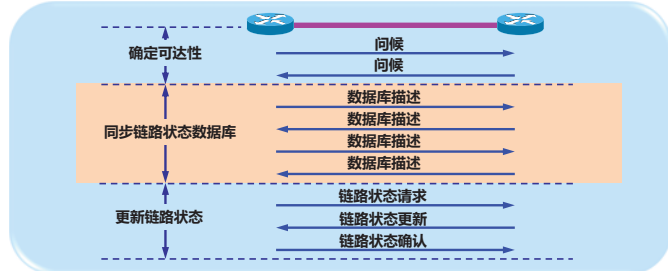 确定可达性
问候
问候
同步链路状态数据库
数据库描述
数据库描述
数据库描述
数据库描述
更新链路状态
链路状态请求
链路状态更新
链路状态确认